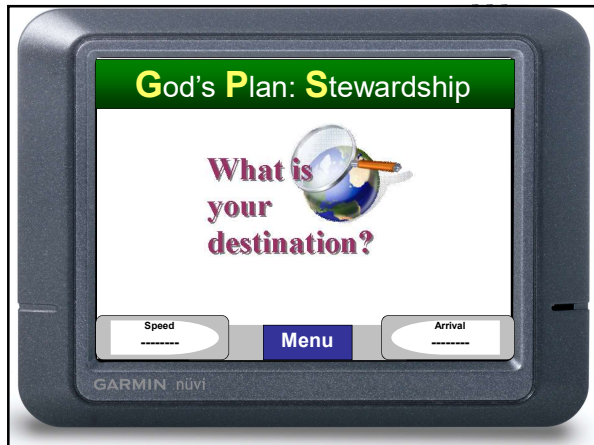 God's Plan: Stewardship
What is
your
destination?
Speed
--------
Menu
Arrival
--------
GARMIN nüvi